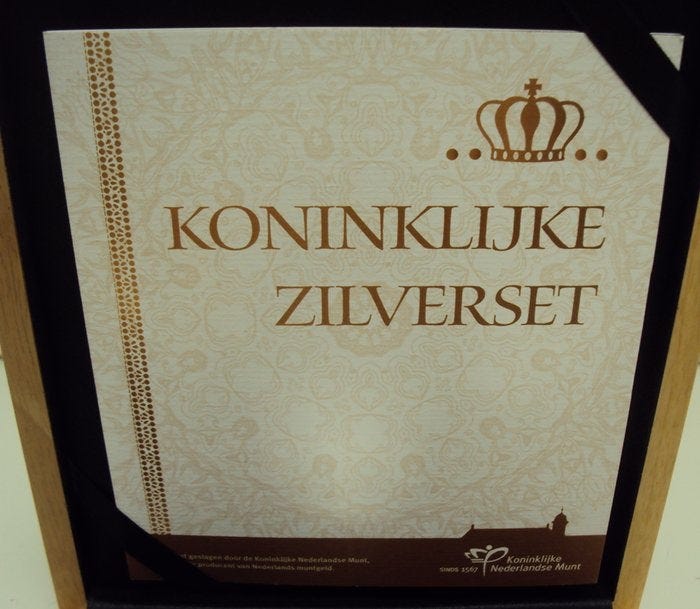 KONINKLIJKE
ZILVERSET
geslagen door de Koninklijke Nederlandse Munt,
producent van Nederlands muntgeld.
SINDS 1567
Koninklijke
Nederlandse Munt